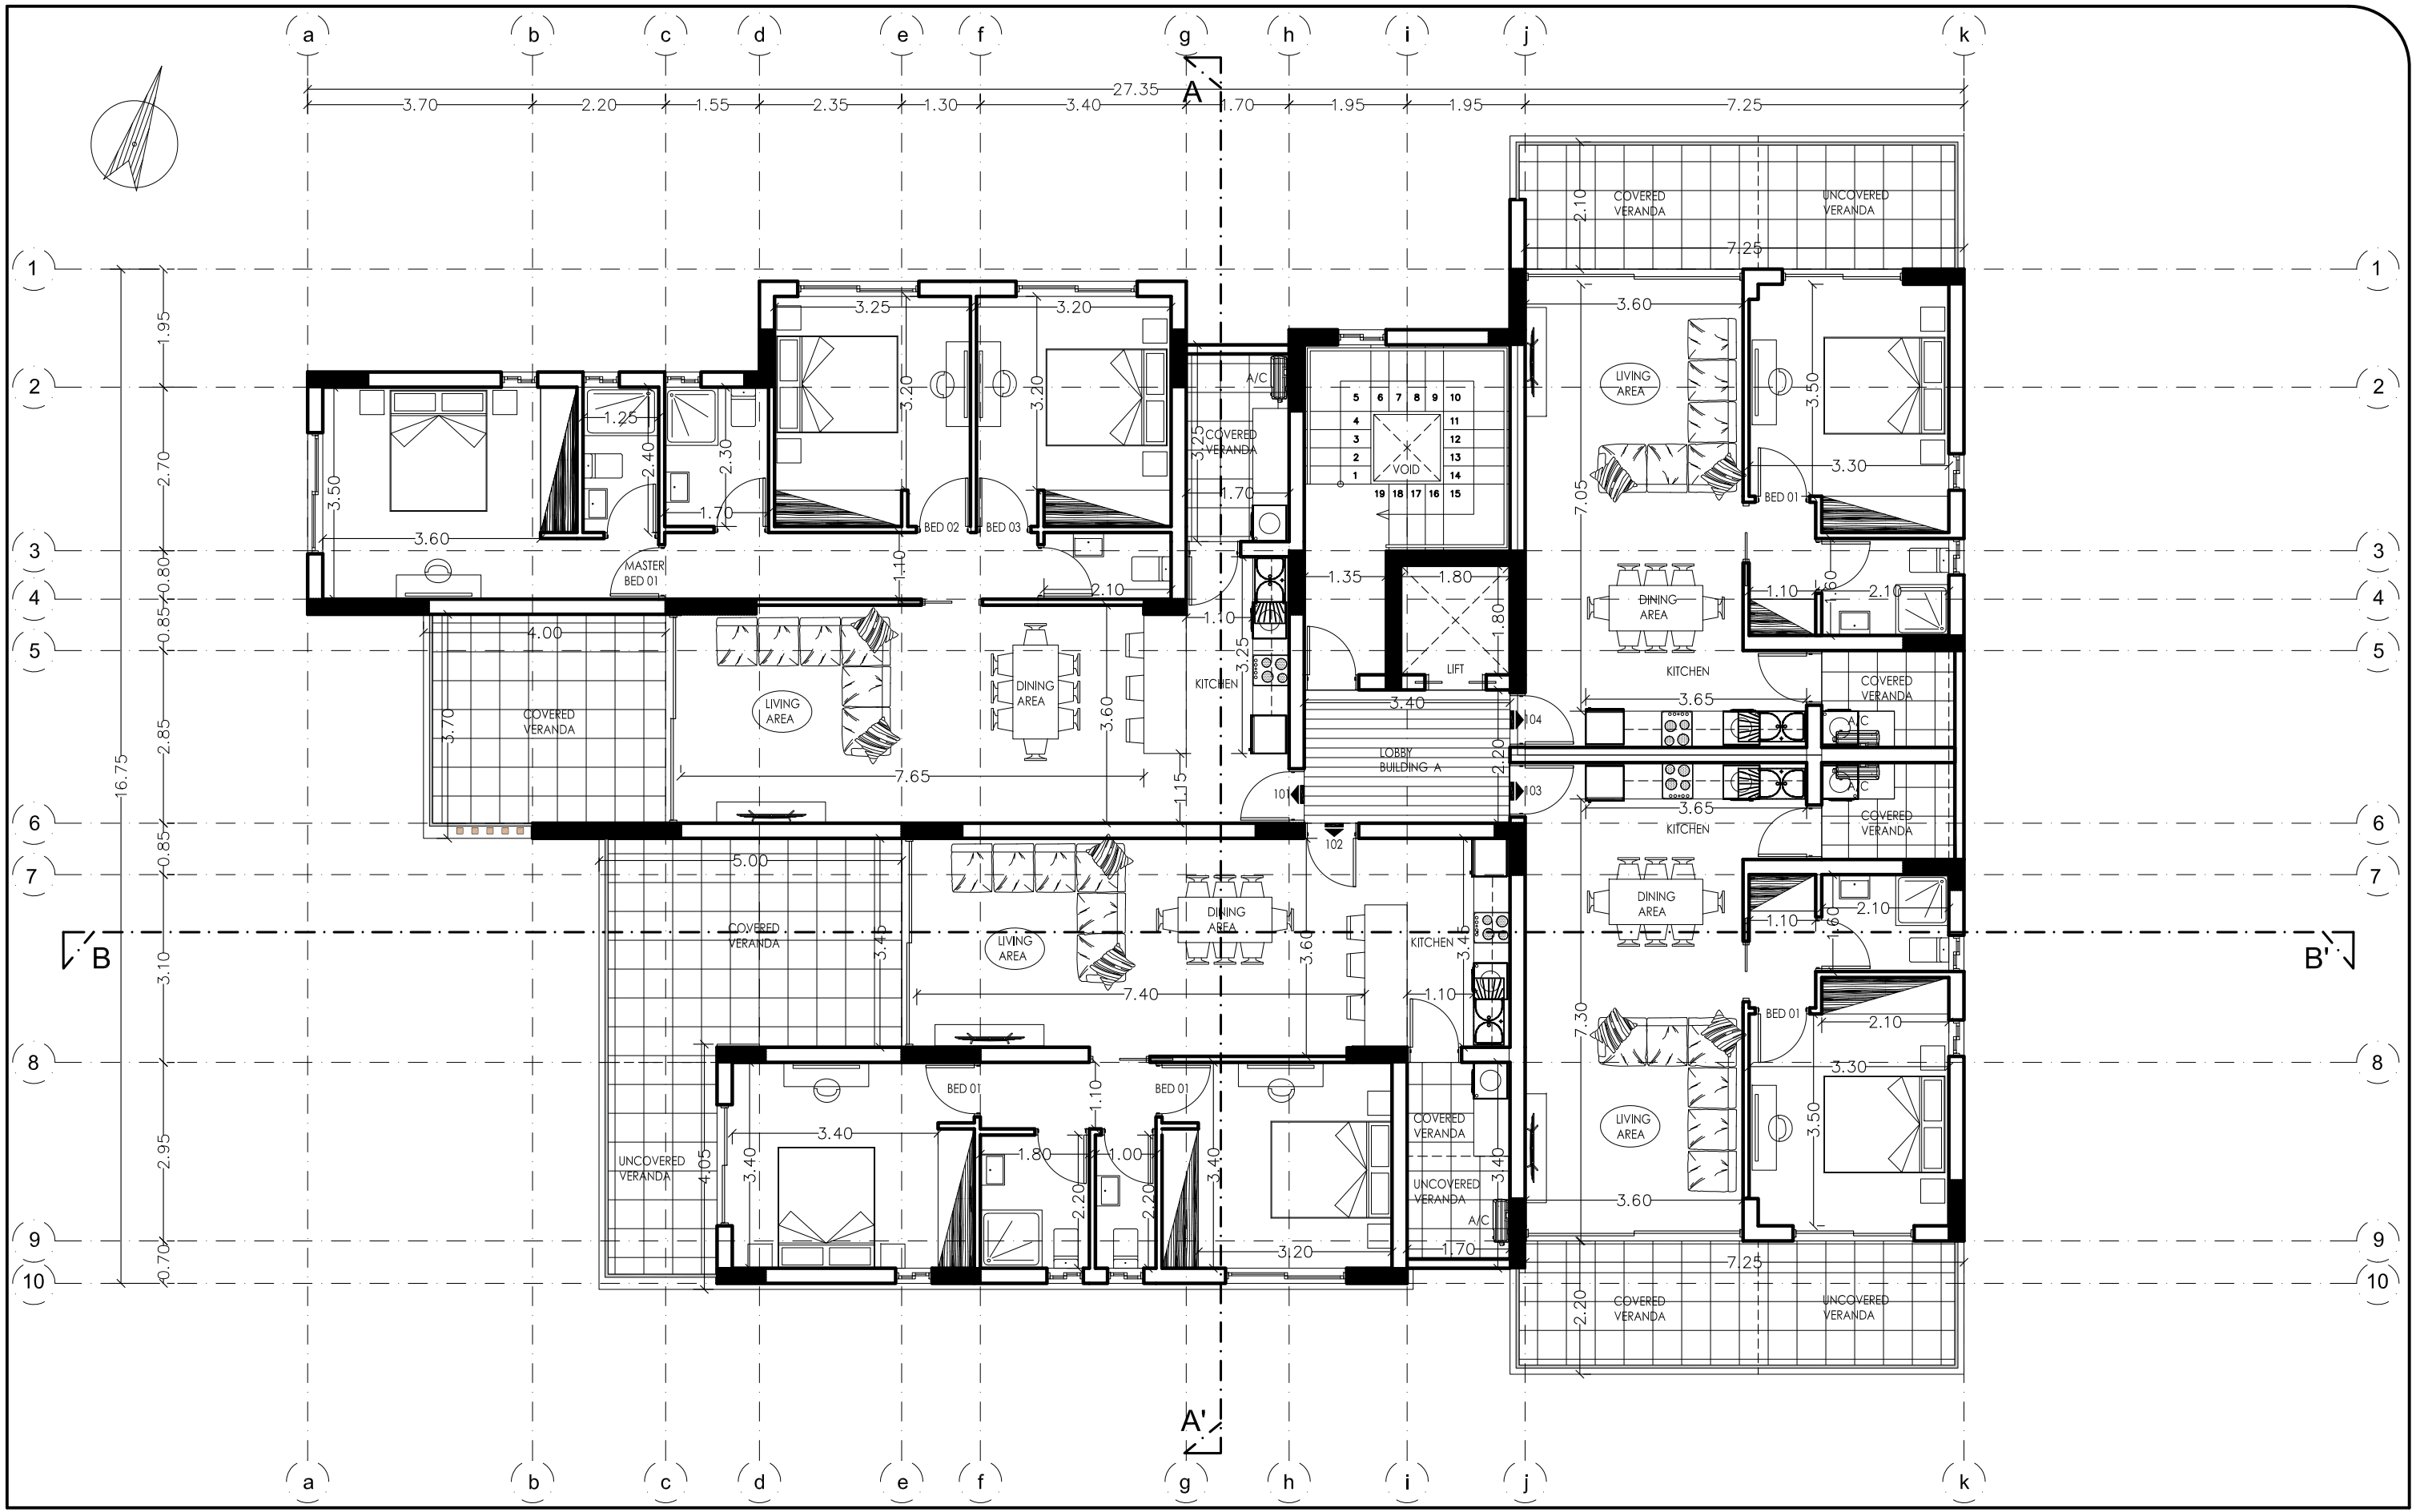 a b c d e f g h i j k
27.35
A
3.70 2.20 1.55 2.35 1.30 3.40 1.70 1.95 1.95 7.25
2.10
COVERED
VERANDA
UNCOVERED
VERANDA
7.25
1 1
1.95
3.25 3.20 3.60
3.20 3.20
A/C
LIVING
AREA
3.50
2 2
5 6 7 8 9 10
4 11
3 12
2 13
1 14
VOID
19 18 17 16 15
1.25
2.40
2.30
1.70
COVERED
VERANDA
3.25
1.70
3.30
2.70
3.50
7.05
BED 01
BED 02 BED 03
3.60
3 3
MASTER
BED 01
1.10
0.80
1.35 1.80
1.60
2.10
1.10 2.10
DINING
AREA
4 4
0.85
4.00
1.10
1.80
5 5
3.25
LIFT
KITCHEN
KITCHEN
DINING
AREA
COVERED
VERANDA
3.65
3.40
LIVING
AREA
COVERED
VERANDA
3.70
3.60
104
A/C
2.85
16.75
LOBBY
BUILDING A
2.20
7.65
1.15
101
103
A/C
3.65
COVERED
VERANDA
KITCHEN
6 6
102
0.85
5.00
7 7
DINING
AREA
2.10
1.10
1.60
DINING
AREA
COVERED
VERANDA
3.45
LIVING
AREA
3.60
KITCHEN
3.45
B B'
3.10
7.40
1.10
7.30
BED 01
2.10
8 8
BED 01
1.10
BED 01
3.30
3.40
COVERED
VERANDA
LIVING
AREA
3.50
2.95
UNCOVERED
VERANDA
4.05
3.40
1.80 1.00
3.40
3.40
2.20
2.20
UNCOVERED
VERANDA
3.60
A/C
9 9
3.20
1.70
7.25
0.70
10 10
2.20
COVERED
VERANDA
UNCOVERED
VERANDA
A'
a b c d e f g h i j k